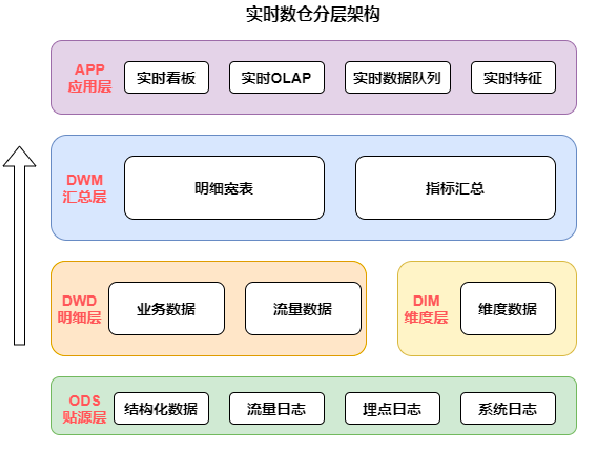 实时数仓分层架构
APP
应用层
实时看板
实时OLAP
实时数据队列
实时特征
DWM
汇总层
明细宽表
指标汇总
DWD
明细层
业务数据
流量数据
DIM
维度层
维度数据
ODS
贴源层
结构化数据
流量日志
埋点日志
系统日志